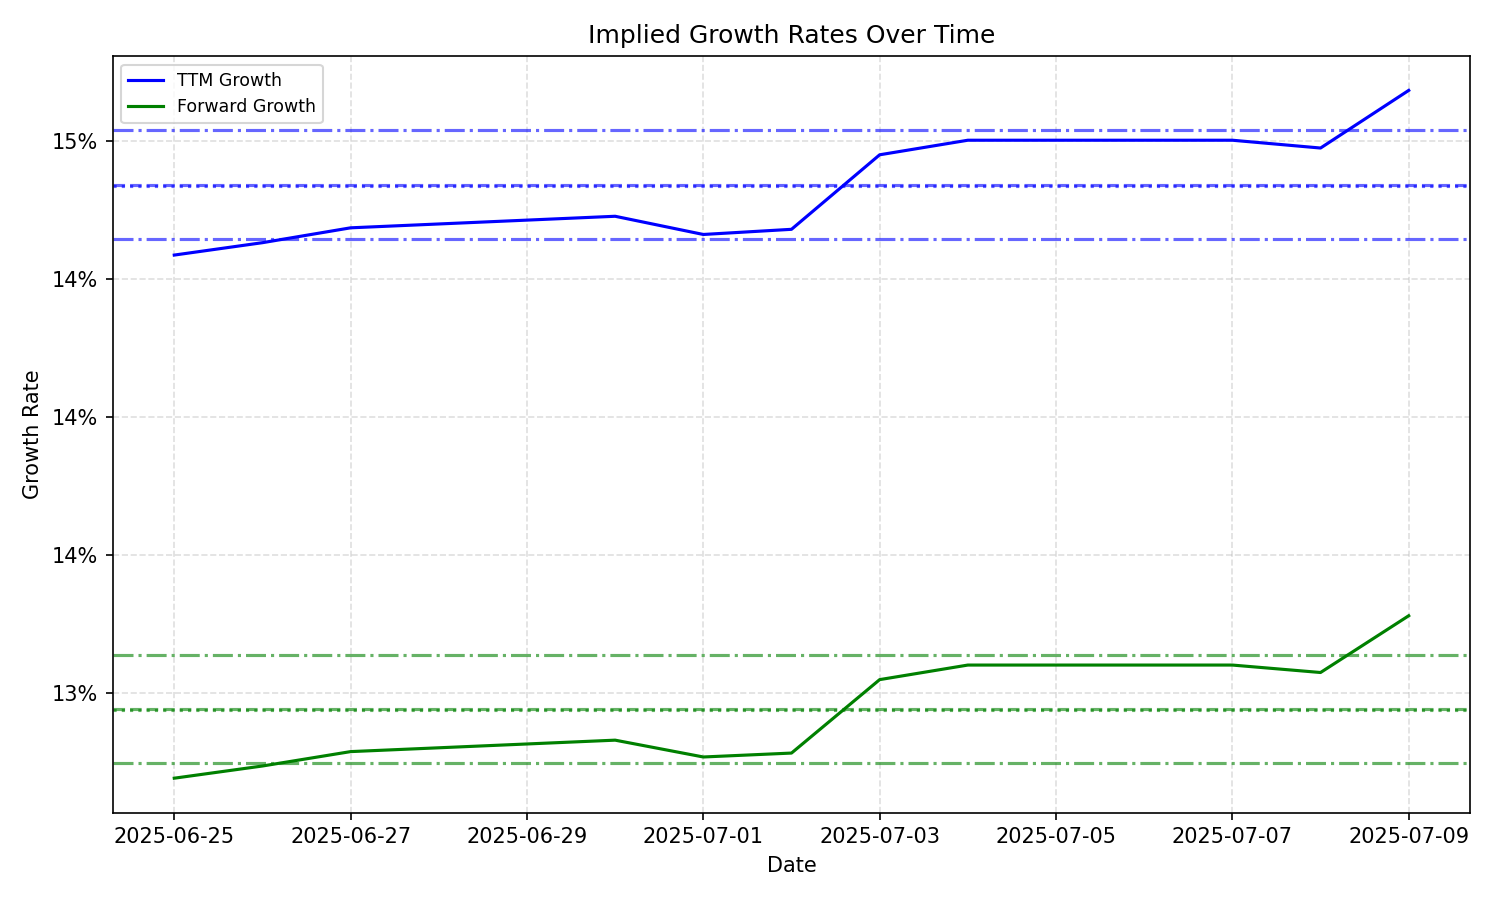 Implied Growth Rates Over Time
TTM Growth
Forward Growth
15%
14%
14%
14%
13%
Growth Rate
2025-06-25
2025-06-27
2025-06-29
2025-07-01
2025-07-03
2025-07-05
2025-07-07
2025-07-09
Date